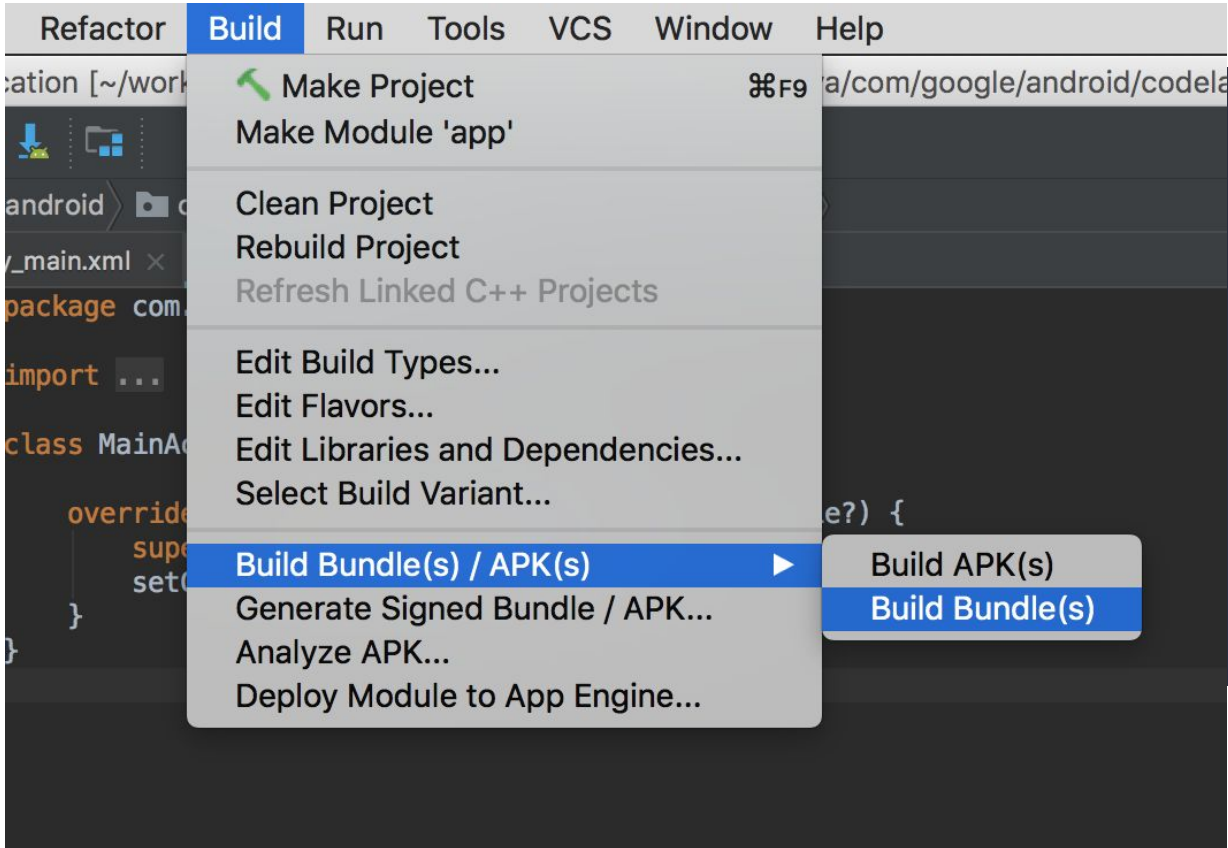 Refactor Build Run Tools VCS Window Help
cation [~/work a/com/google/android/codela
Make Project ⌘F9
Make Module 'app'
android
Clean Project
Rebuild Project
y_main.xml
Refresh Linked C++ Projects
package com.
Edit Build Types...
import ...
Edit Flavors...
class MainAc
Edit Libraries and Dependencies...
Select Build Variant...
override e?) {
supe
Build Bundle(s) / APK(s) Build APK(s)
setC
Generate Signed Bundle / APK... Build Bundle(s)
}
Analyze APK...
}
Deploy Module to App Engine...